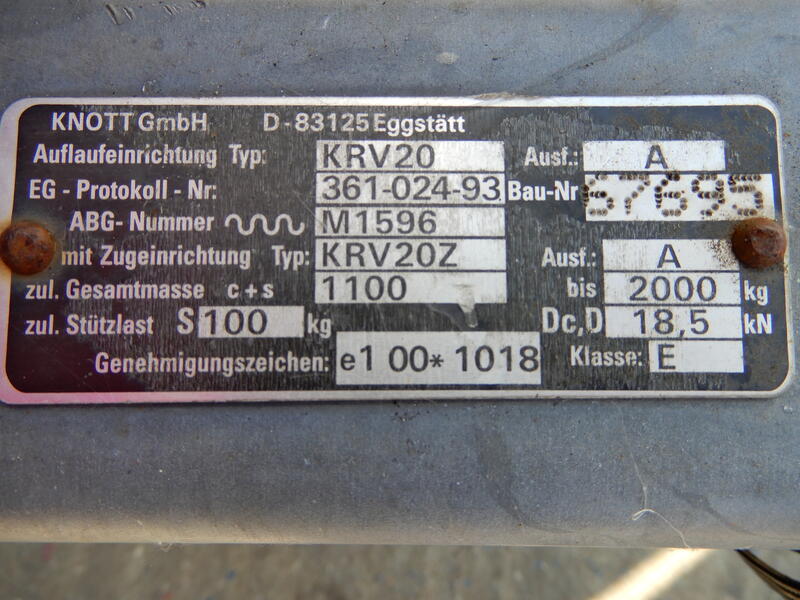 KNOTT GmbH D-83125 Eggstätt
Auflaufeinrichtung Typ: KRV20 Ausf.: A
EG - Protokoll - Nr: 361-024-93 Bau-Nr 67695
ABG- Nummer M1596
mit Zugeinrichtung Typ: KRV20Z Ausf.: A
zul. Gesamtmasse c+s 1100 bis 2000 kg
zul. Stützlast S 100 kg Dc,D 18,5 kN
Genehmigungszeichen: e1 00* 1018 Klasse: E